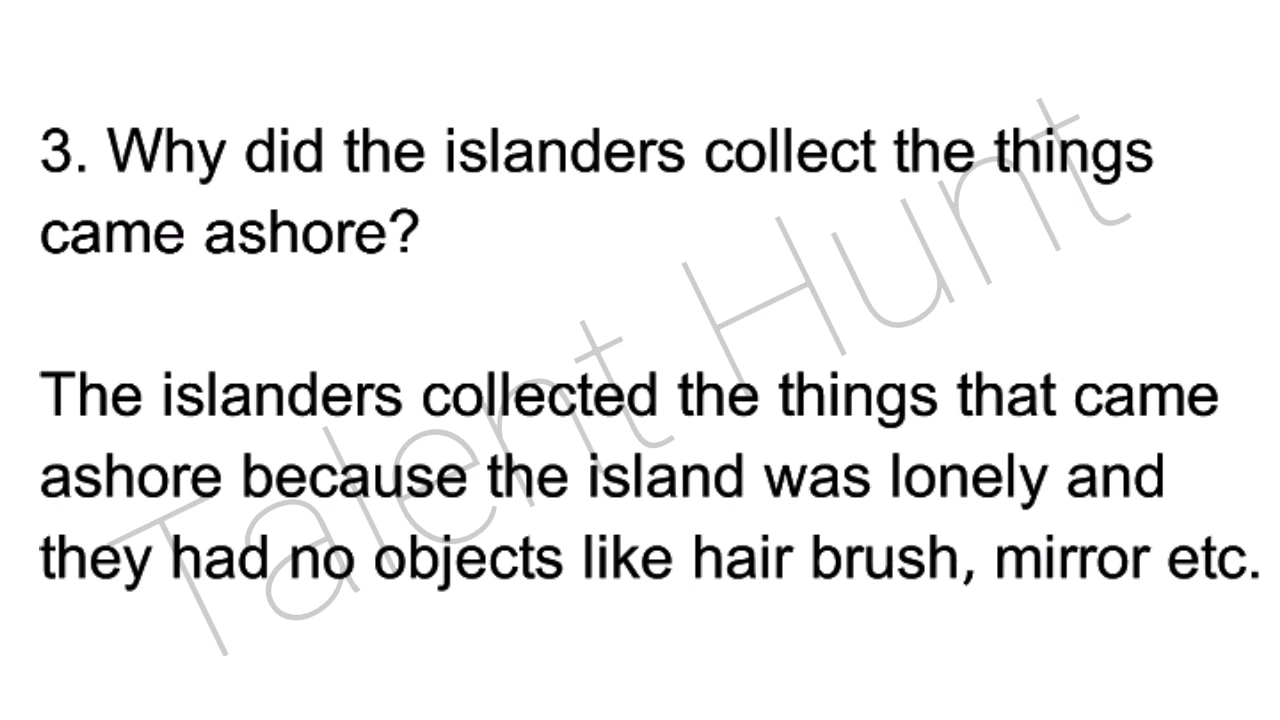 3. Why did the islanders collect the things
came ashore?
The islanders collected the things that came
ashore because the island was lonely and
they had no objects like hair brush, mirror etc.
Talent Hunt